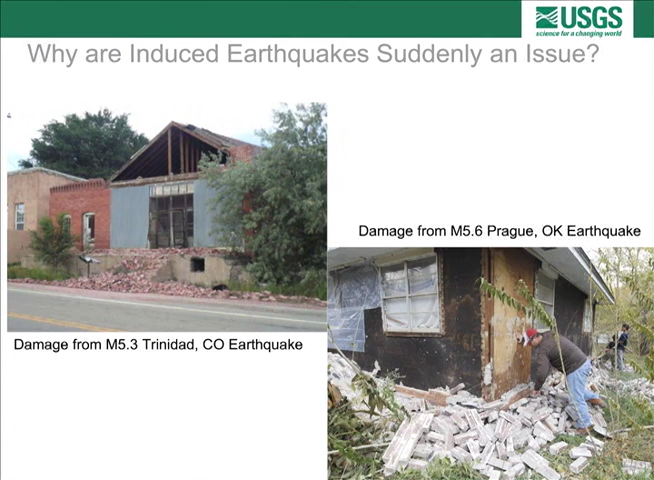 USGS
science for a changing world
Why are Induced Earthquakes Suddenly an Issue?
Damage from M5.6 Prague, OK Earthquake
Damage from M5.3 Trinidad, CO Earthquake